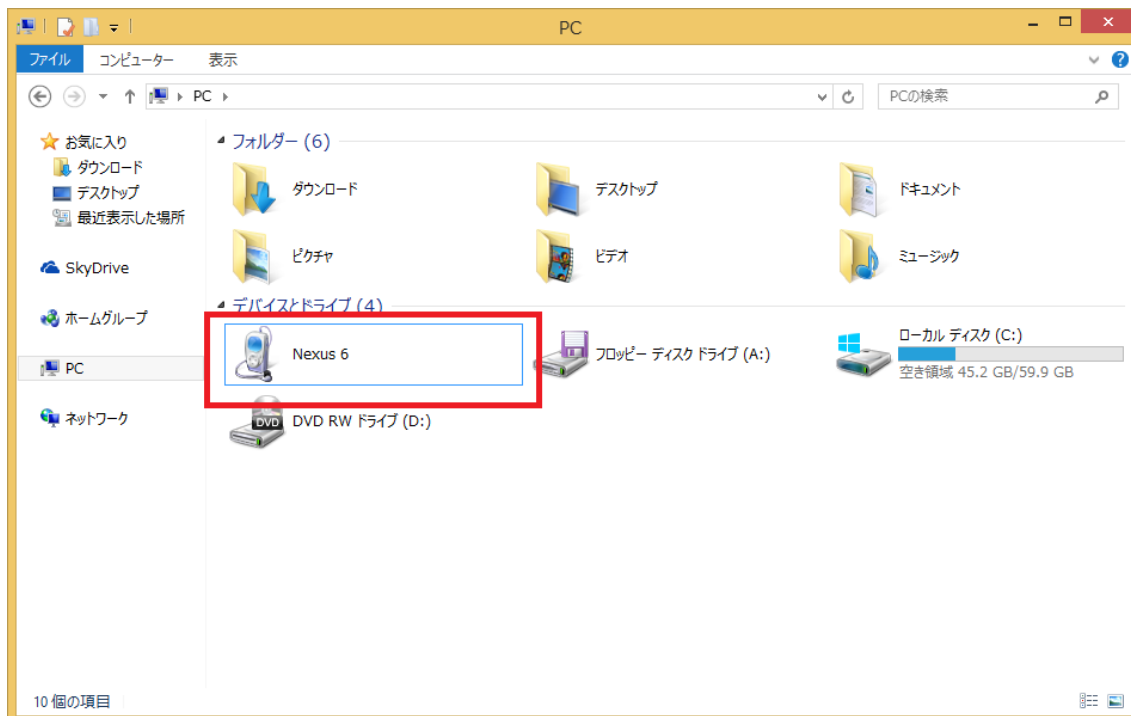 PC
ファイル コンピューター 表示
PC
PCの検索
お気に入り
ダウンロード
デスクトップ
最近表示した場所
SkyDrive
ホームグループ
PC
ネットワーク
フォルダー (6)
ダウンロード
デスクトップ
ドキュメント
ピクチャ
ビデオ
ミュージック
デバイスとドライブ (4)
Nexus 6
フロッピー ディスク ドライブ (A:)
ローカル ディスク (C:)
空き領域 45.2 GB/59.9 GB
DVD
DVD RW ドライブ (D:)
10 個の項目